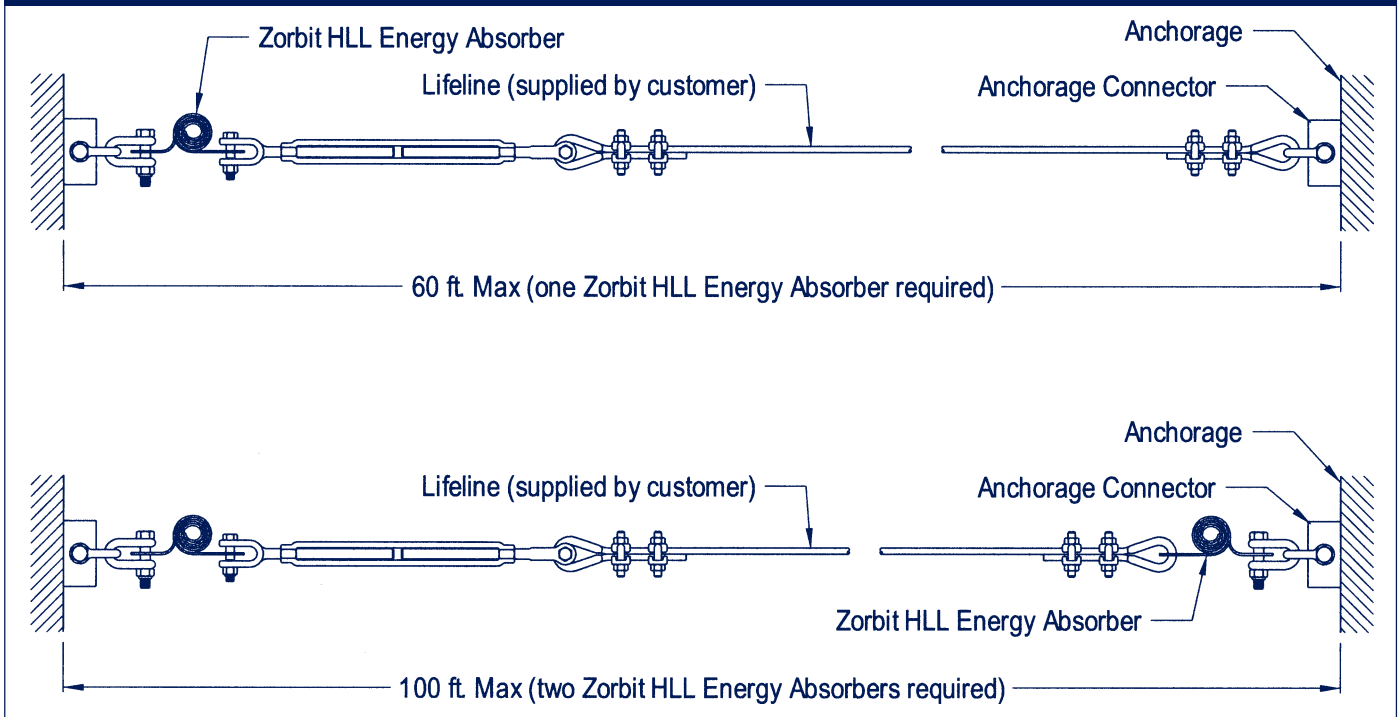 Zorbit HLL Energy Absorber
Anchorage
Lifeline (supplied by customer)
Anchorage Connector
60 ft. Max (one Zorbit HLL Energy Absorber required)
Anchorage
Lifeline (supplied by customer)
Anchorage Connector
Zorbit HLL Energy Absorber
100 ft. Max (two Zorbit HLL Energy Absorbers required)